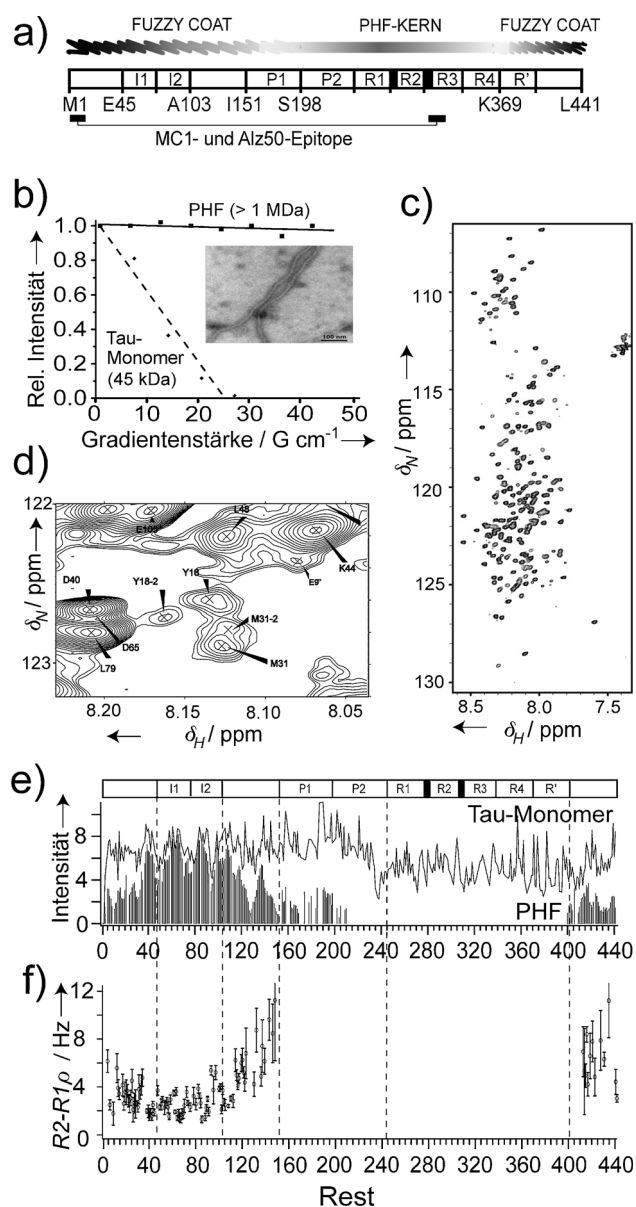 a)
FUZZY COAT PHF-KERN FUZZY COAT
I1 I2 P1 P2 R1 R2 R3 R4 R'
M1 E45 A103 I151 S198 K369 L441
MC1- und Alz50-Epitope
b)
PHF (> 1 MDa)
1.0
0.8
0.6
0.4
0.2
0.0
Rel. Intensität
Tau-
Monomer
(45 kDa)
100 nm
0 10 20 30 40 50
Gradientenstärke / G cm⁻¹
c)
110
115
120
125
130
δN / ppm
8.5 8.0 7.5
δH / ppm
d)
122
123
δN / ppm
E105
L48
K44
D40
Y18-2
Y18
E9'
M31-2
D65
L79
M31
8.20 8.15 8.10 8.05
δH / ppm
e)
I1 I2 P1 P2 R1 R2 R3 R4 R'
Tau-Monomer
12
8
4
0
Intensität
PHF
0 40 80 120 160 200 240 280 320 360 400 440
f)
12
8
4
0
R2-R1ρ / Hz
0 40 80 120 160 200 240 280 320 360 400 440
Rest